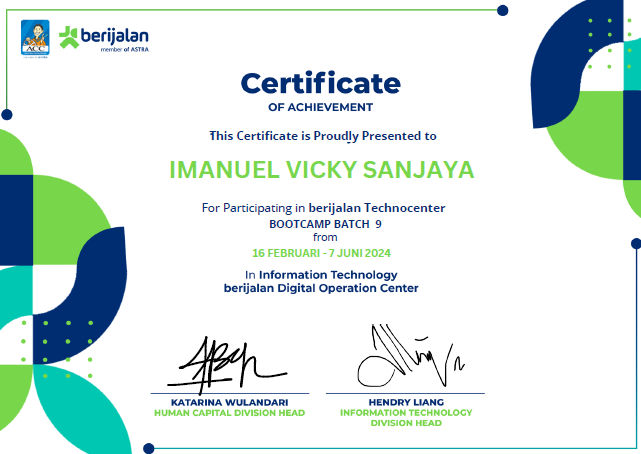 ACC
berijalan
member of ASTRA
Certificate
OF ACHIEVEMENT
This Certificate is Proudly Presented to
IMANUEL VICKY SANJAYA
For Participating in berijalan Technocenter
BOOTCAMP BATCH 9
from
16 FEBRUARI - 7 JUNI 2024
In Information Technology
berijalan Digital Operation Center
KATARINA WULANDARI
HUMAN CAPITAL DIVISION HEAD
HENDRY LIANG
INFORMATION TECHNOLOGY
DIVISION HEAD